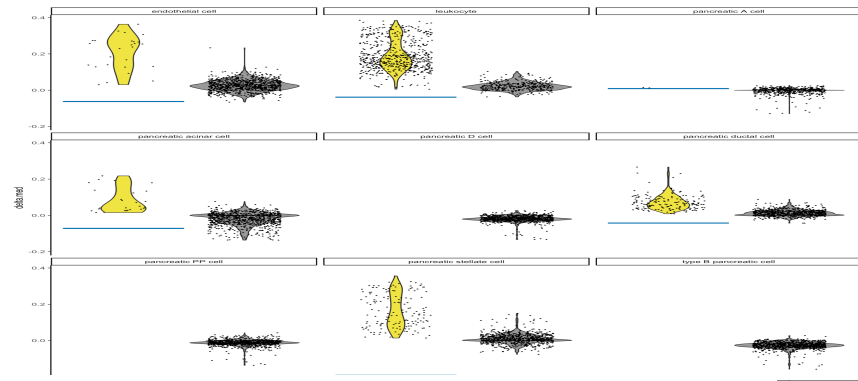 endothelial cell
leukocyte
pancreatic A cell
0.4
0.2
0.0
-0.2
pancreatic acinar cell
pancreatic D cell
pancreatic ductal cell
0.4
0.2
0.0
-0.2
delta.med
pancreatic PP cell
pancreatic stellate cell
type B pancreatic cell
0.4
0.2
0.0